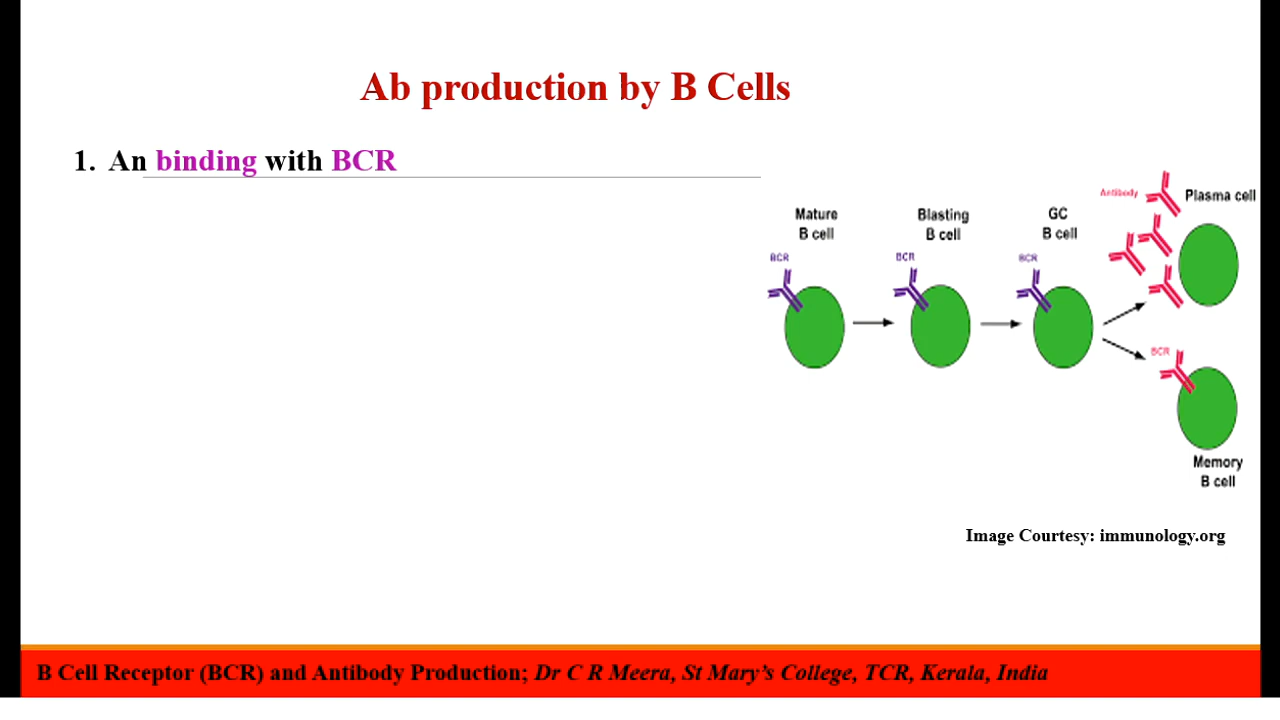 Ab production by B Cells
1. An binding with BCR
Antibody
Plasma cell
Mature
B cell
Blasting
B cell
GC
B cell
BCR
BCR
BCR
BCR
Memory
B cell
Image Courtesy: immunology.org
B Cell Receptor (BCR) and Antibody Production; Dr C R Meera, St Mary's College, TCR, Kerala, India